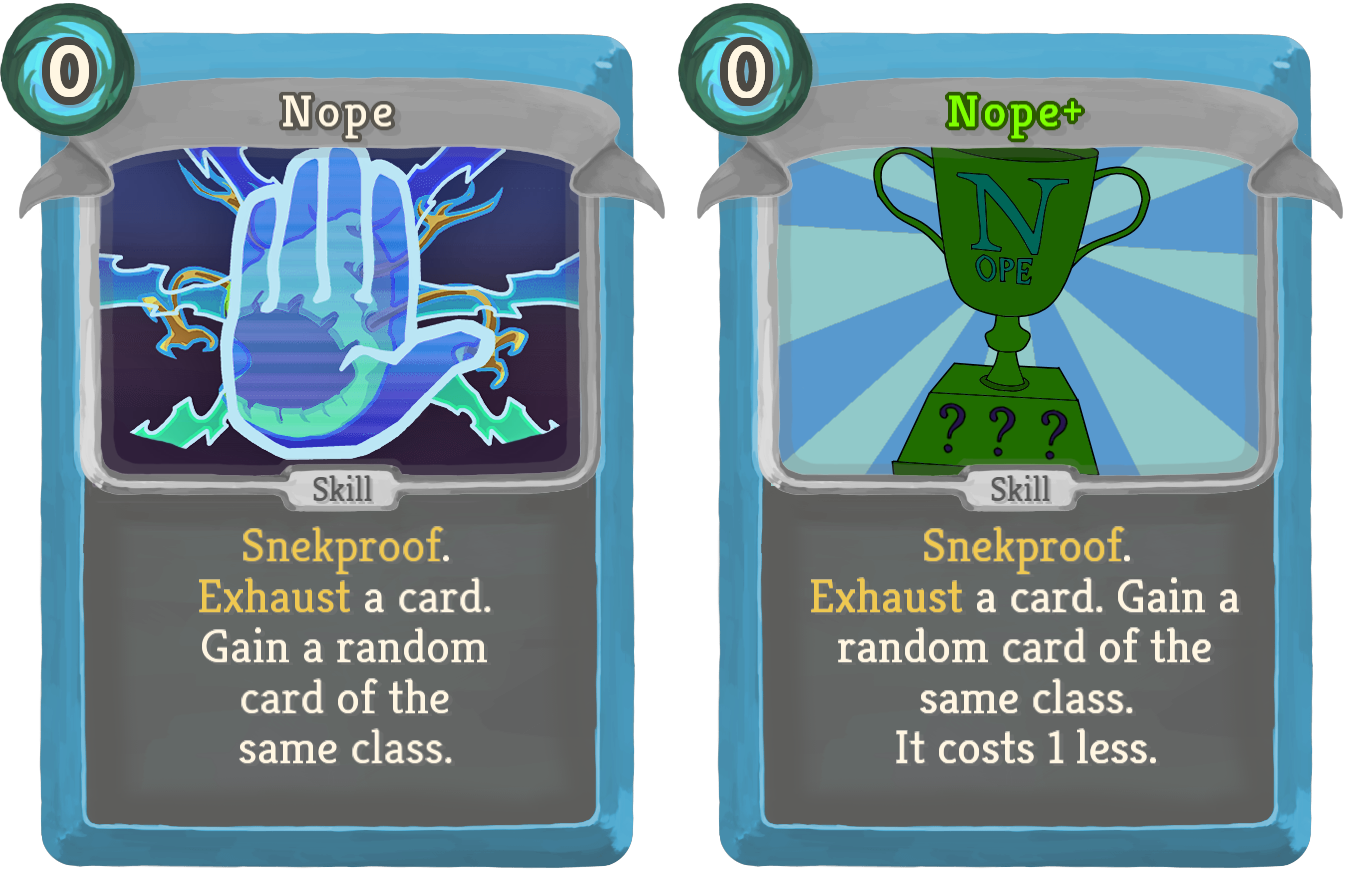 0
Nope
Skill
Snekproof.
Exhaust a card.
Gain a random
card of the
same class.
0
Nope+
N
OPE
? ? ?
Skill
Snekproof.
Exhaust a card. Gain a
random card of the
same class.
It costs 1 less.